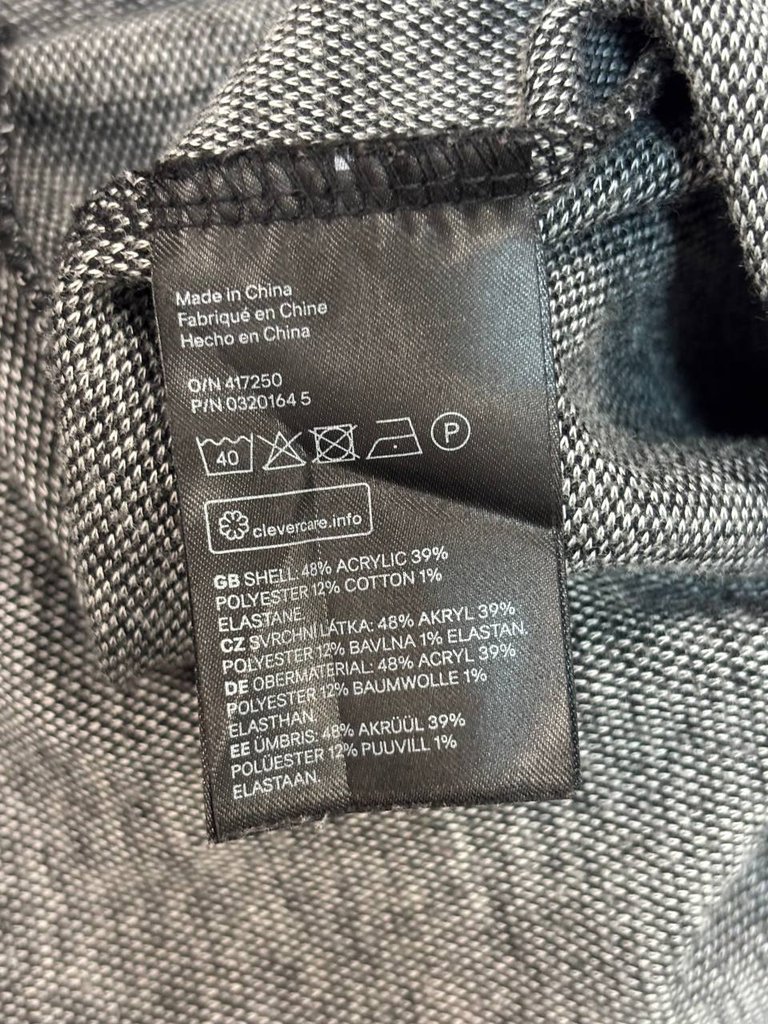 Made in China
Fabriqué en Chine
Hecho en China
O/N 417250
P/N 0320164 5
40 P
clevercare.info
GB SHELL: 48% ACRYLIC 39%
POLYESTER 12% COTTON 1%
ELASTANE.
CZ SVRCHNÍ LÁTKA: 48% AKRYL 39%
POLYESTER 12% BAVLNA 1% ELASTAN.
DE OBERMATERIAL: 48% ACRYL 39%
POLYESTER 12% BAUMWOLLE 1%
ELASTHAN.
EE ÜMBRIS: 48% AKRÜÜL 39%
POLÜESTER 12% PUUVILL 1%
ELASTAAN.